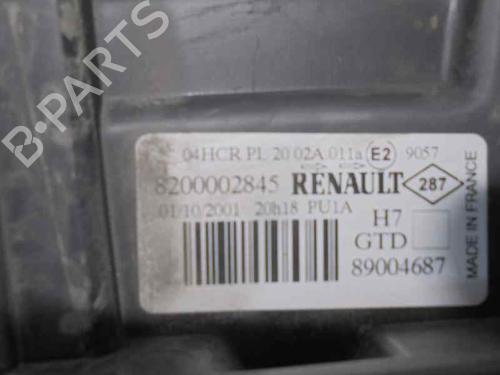 B-PARTS
04HCR PL 20 02A 011a E2 9057
8200002845 RENAULT 287
01/10/2001 20h18 PU1A
H7
GTD
89004687
MADE IN FRANCE